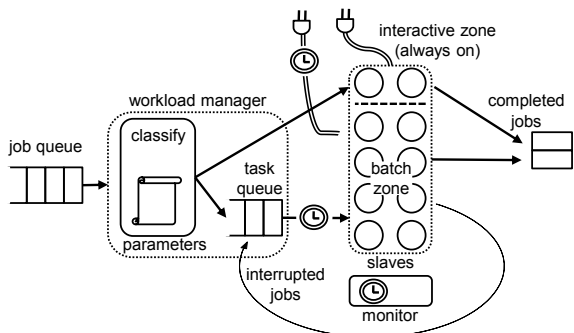 interactive zone
(always on)
workload manager
completed
jobs
classify
job queue
task
queue
batch
zone
parameters
interrupted
jobs
slaves
monitor